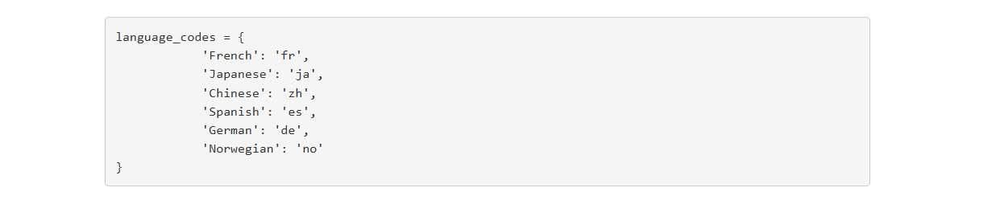 language_codes = {
            'French': 'fr',
            'Japanese': 'ja',
            'Chinese': 'zh',
            'Spanish': 'es',
            'German': 'de',
            'Norwegian': 'no'
}